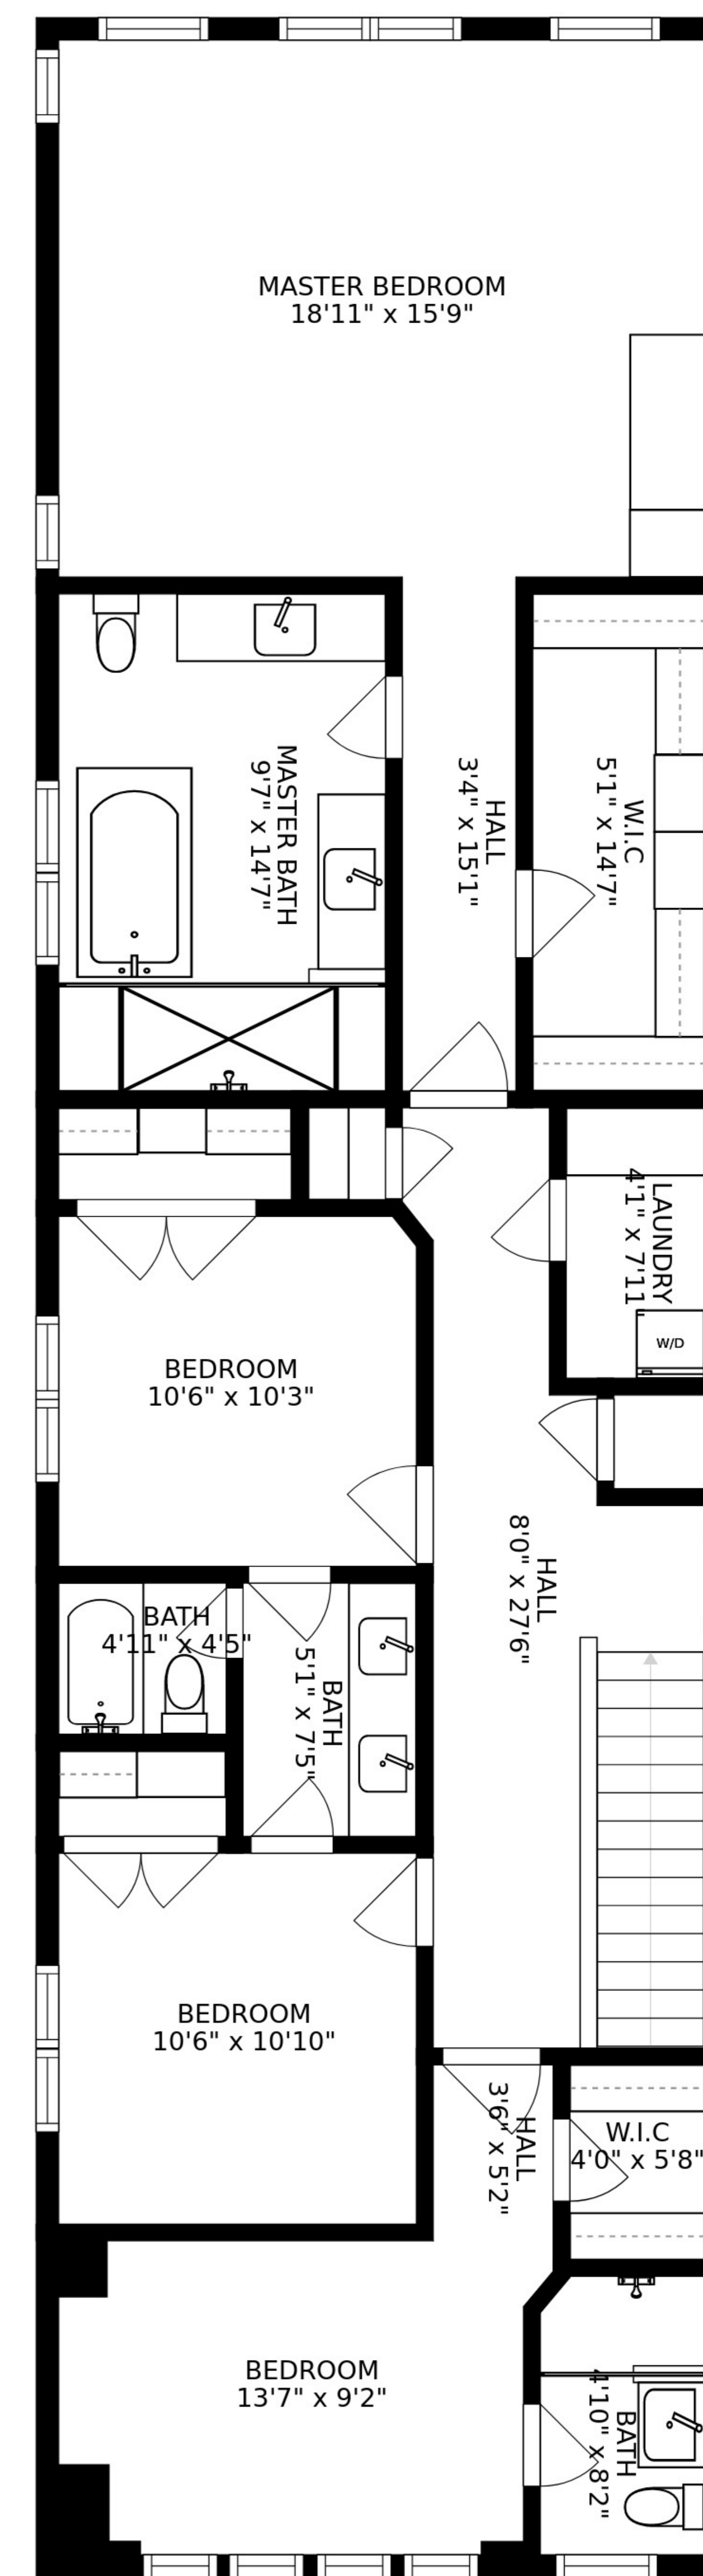 MASTER BEDROOM
18'11" x 15'9"
MASTER BATH
9'7" x 14'7"
HALL
3'4" x 15'1"
W.I.C
5'1" x 14'7"
LAUNDRY
4'1" x 7'11"
W/D
BEDROOM
10'6" x 10'3"
HALL
8'0" x 27'6"
BATH
4'11" x 4'5"
BATH
5'1" x 7'5"
BEDROOM
10'6" x 10'10"
HALL
3'6" x 5'2"
W.I.C
4'0" x 5'8"
BEDROOM
13'7" x 9'2"
BATH
4'10" x 8'2"